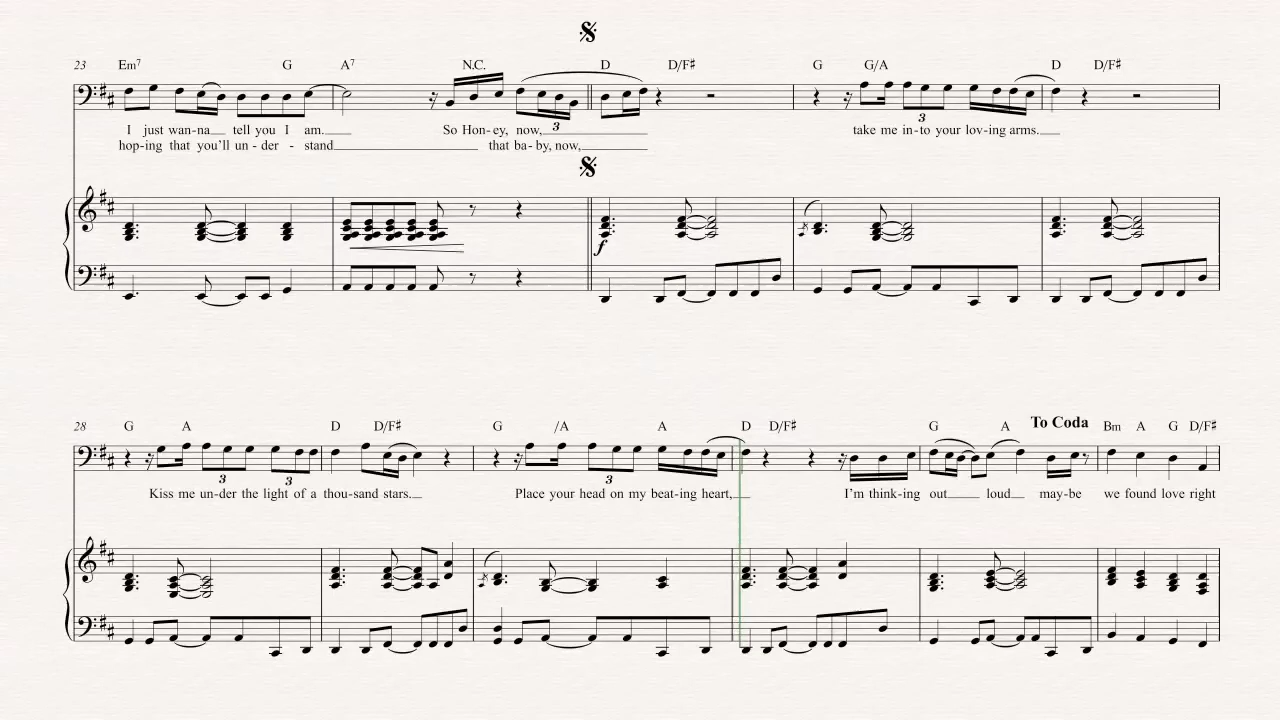 23 Em7 G A7 N.C. D D/F♯ G G/A D D/F♯
3 3
I just wan-na tell you I am. So Hon-ey, now, take me in-to your lov-ing arms.
hop-ing that you'll un-der-stand that ba-by, now,
f
28 G A D D/F♯ G /A A D D/F♯ G A To Coda Bm A G D/F♯
3 3 3
Kiss me un-der the light of a thou-sand stars. Place your head on my beat-ing heart, I'm think-ing out loud may-be we found love right